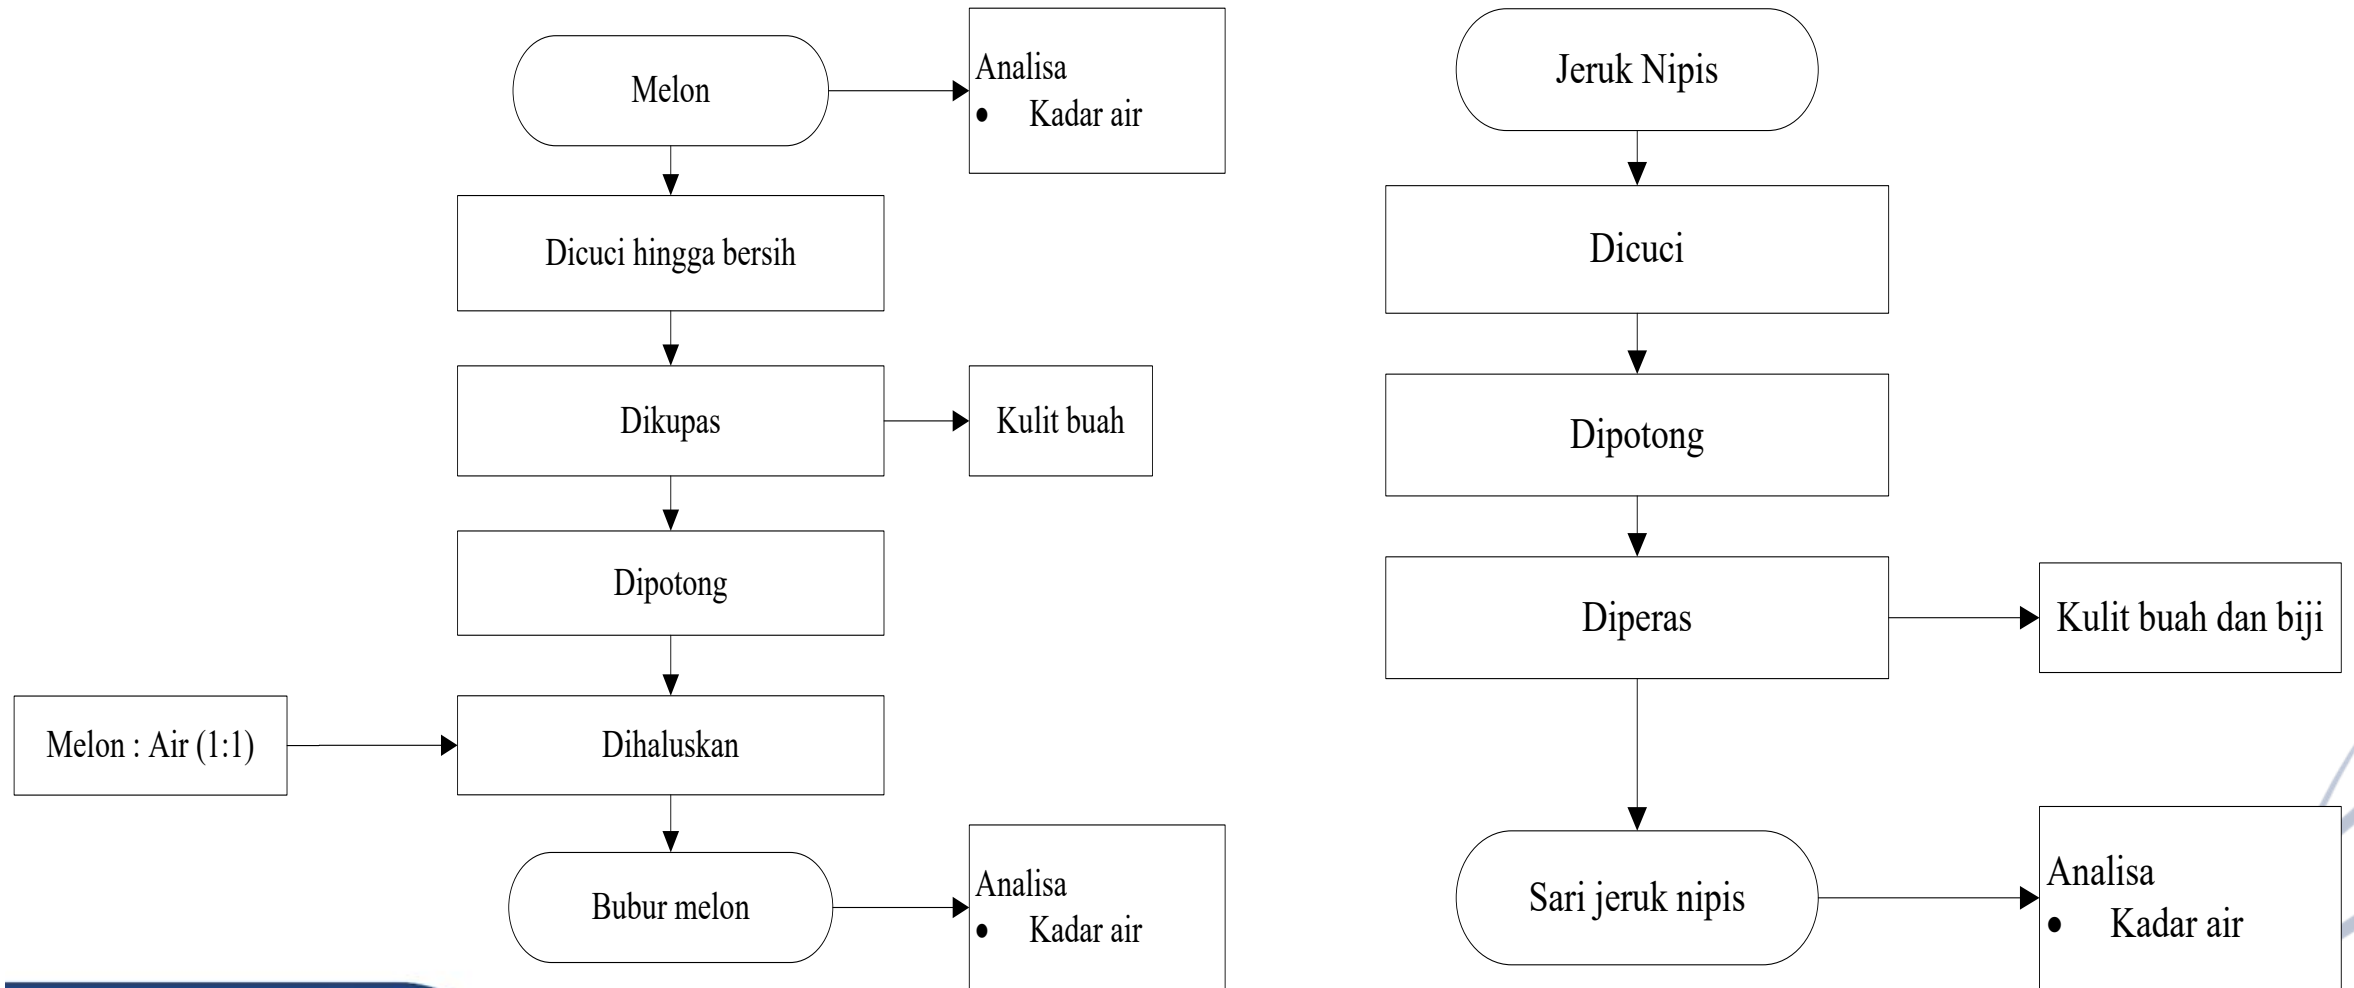 Melon
Analisa
• Kadar air
Dicuci hingga bersih
Dikupas
Kulit buah
Dipotong
Melon : Air (1:1)
Dihaluskan
Bubur melon
Analisa
• Kadar air
Jeruk Nipis
Dicuci
Dipotong
Diperas
Kulit buah dan biji
Sari jeruk nipis
Analisa
• Kadar air